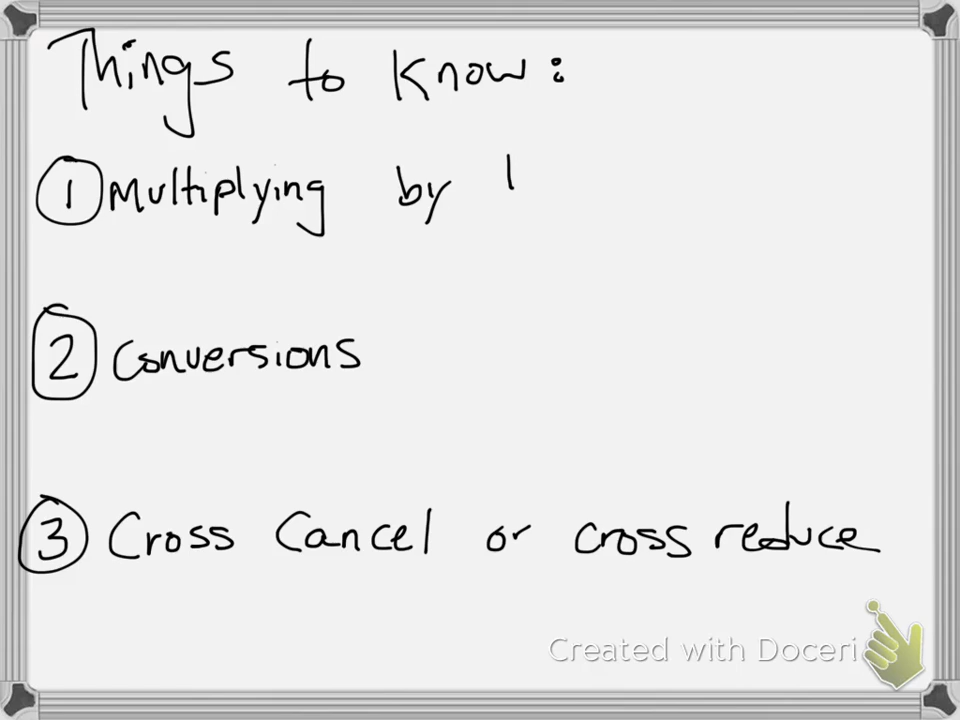 Things to know:
1 Multiplying by 1
2 Conversions
3 Cross Cancel or cross reduce
Created with Doceri